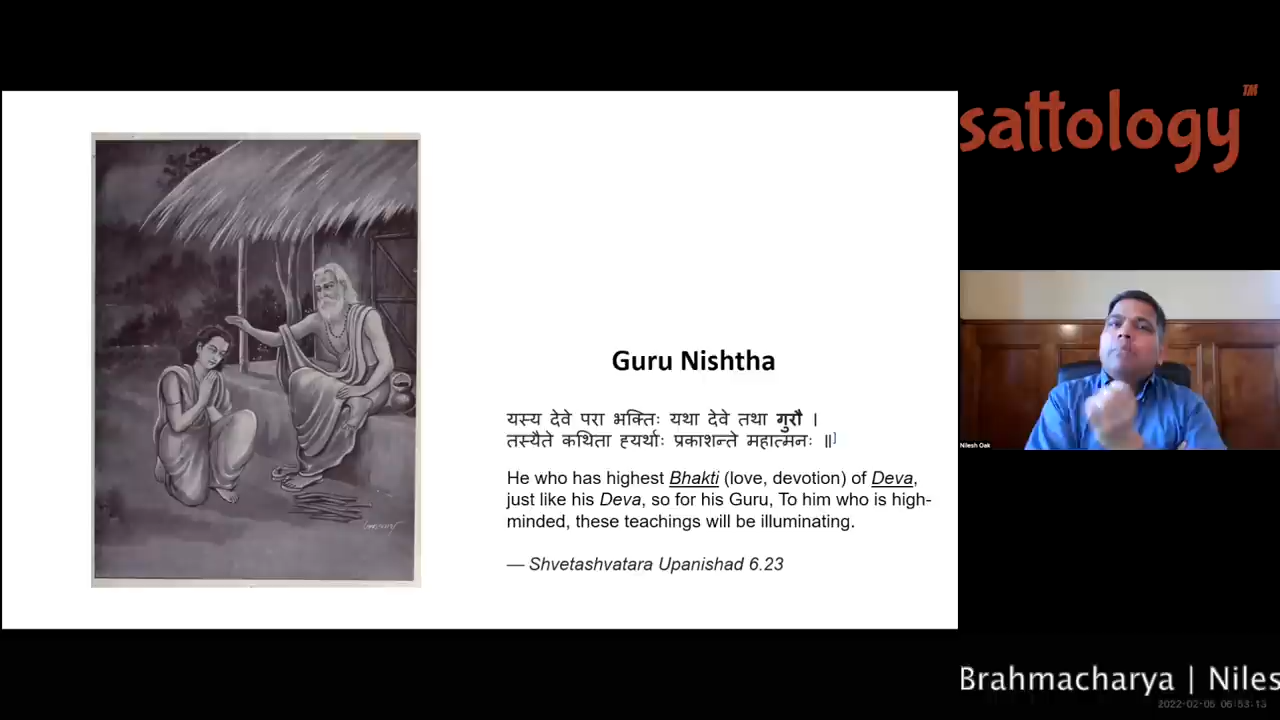 sattology™
Guru Nishtha
यस्य देवे परा भक्तिः यथा देवे तथा गुरौ ।
तस्यैते कथिता ह्यर्थाः प्रकाशन्ते महात्मनः ॥]
He who has highest Bhakti (love, devotion) of Deva,
just like his Deva, so for his Guru, To him who is high-
minded, these teachings will be illuminating.
— Shvetashvatara Upanishad 6.23
Nilesh Oak
Brahmacharya | Niles
2022-02-05 06:53:13